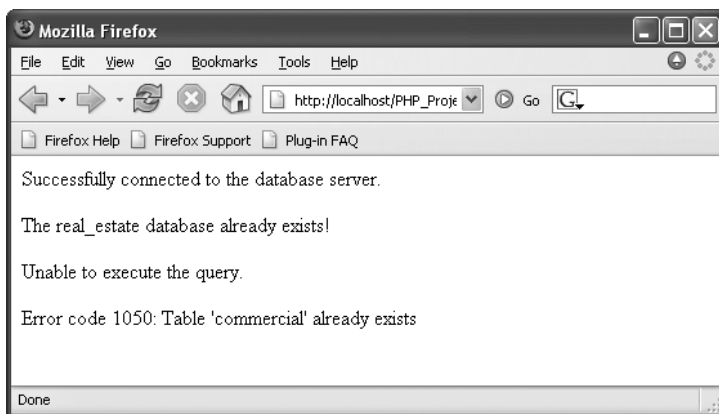 Mozilla Firefox
File Edit View Go Bookmarks Tools Help
http://localhost/PHP_Proje Go G
Firefox Help Firefox Support Plug-in FAQ
Successfully connected to the database server.
The real_estate database already exists!
Unable to execute the query.
Error code 1050: Table 'commercial' already exists
Done